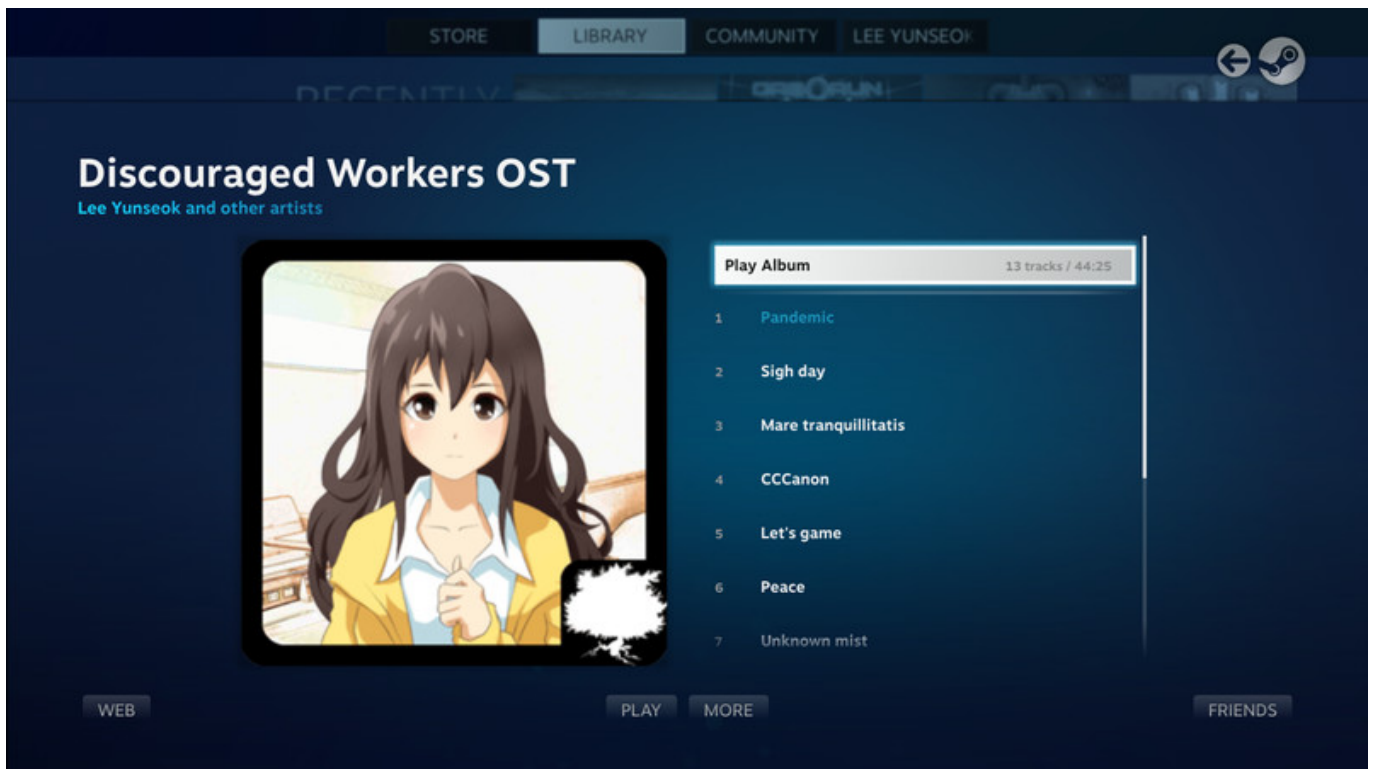 STORE
LIBRARY
COMMUNITY
LEE YUNSEOK
RECENTLY
Discouraged Workers OST
Lee Yunseok and other artists
Play Album 13 tracks / 44:25
1 Pandemic
2 Sigh day
3 Mare tranquillitatis
4 CCCanon
5 Let's game
6 Peace
7 Unknown mist
WEB
PLAY
MORE
FRIENDS